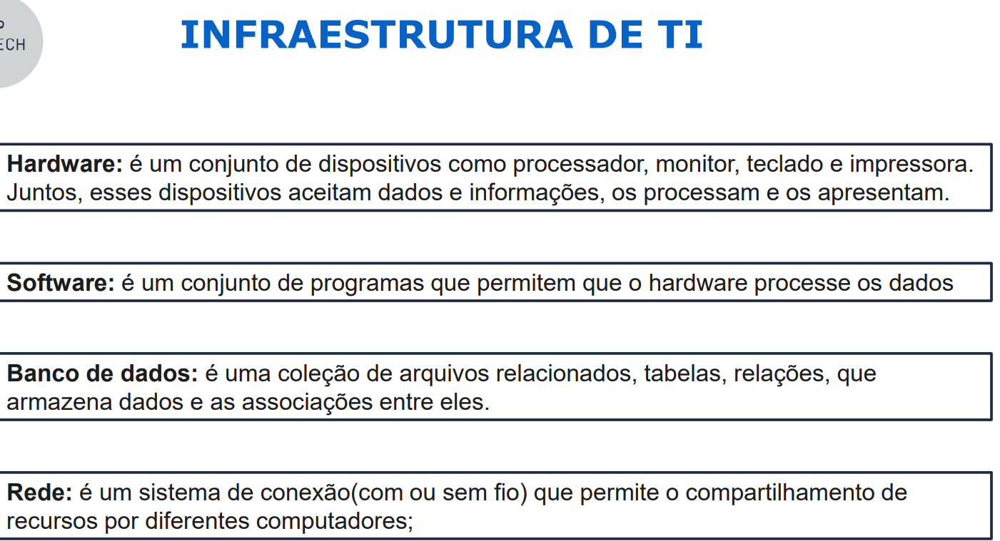 INFRAESTRUTURA DE TI
Hardware: é um conjunto de dispositivos como processador, monitor, teclado e impressora.
Juntos, esses dispositivos aceitam dados e informações, os processam e os apresentam.
Software: é um conjunto de programas que permitem que o hardware processe os dados
Banco de dados: é uma coleção de arquivos relacionados, tabelas, relações, que
armazena dados e as associações entre eles.
Rede: é um sistema de conexão(com ou sem fio) que permite o compartilhamento de
recursos por diferentes computadores;